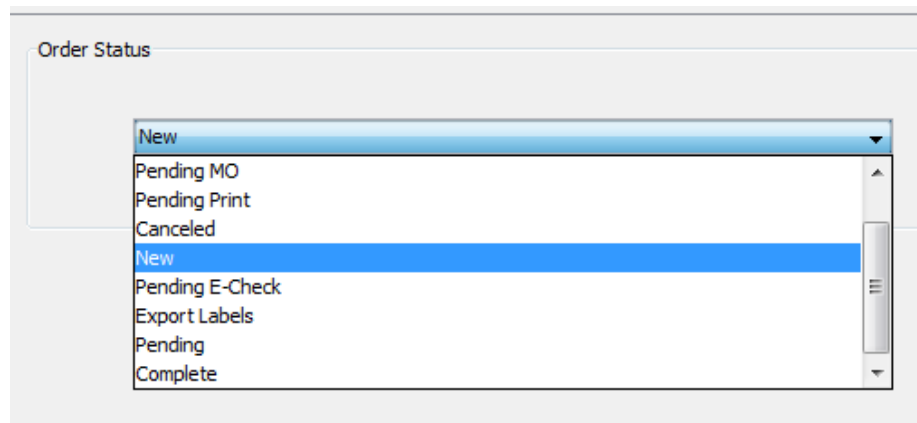 Order Status
New
Pending MO
Pending Print
Canceled
New
Pending E-Check
Export Labels
Pending
Complete